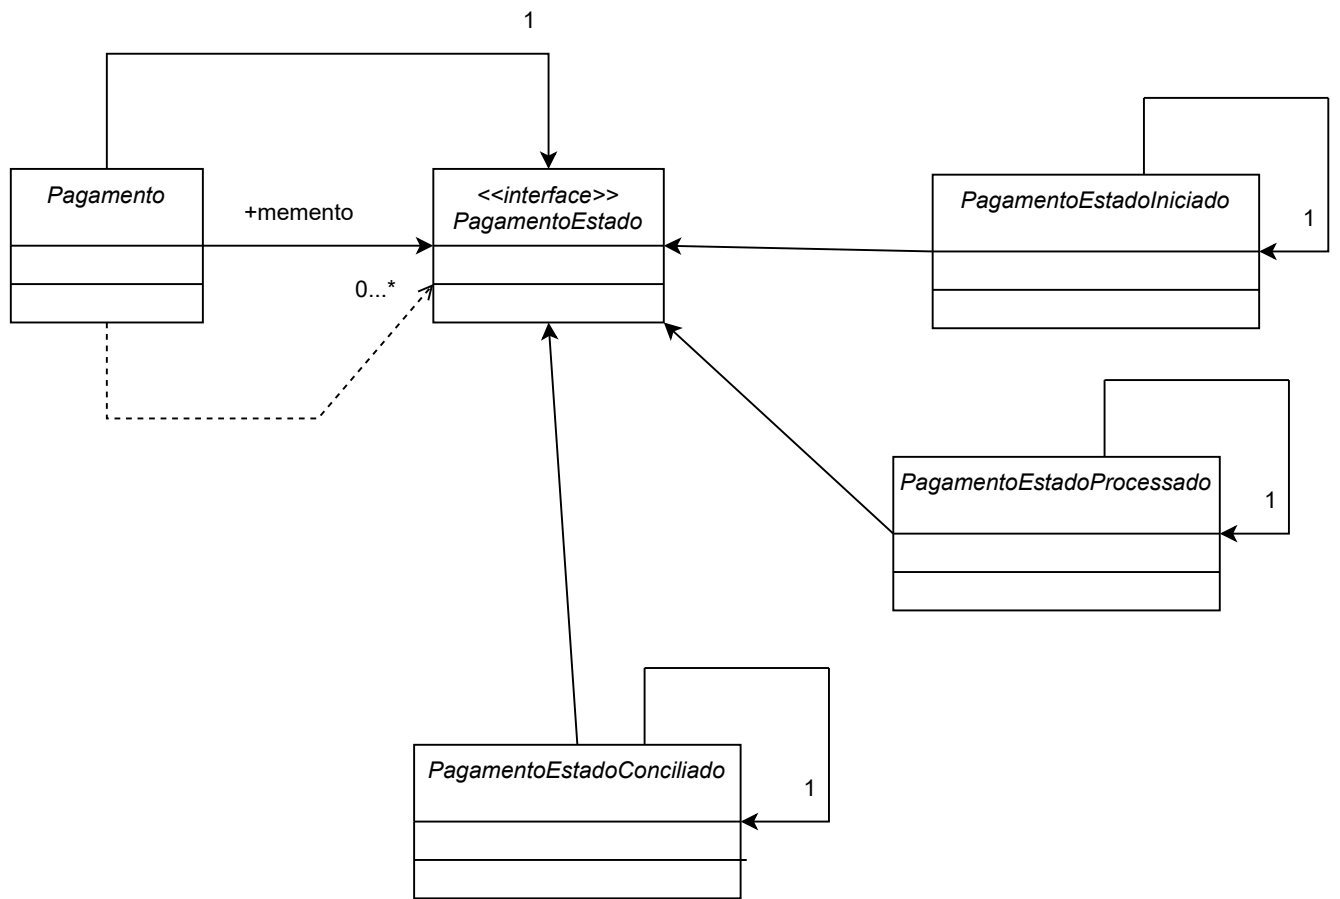 1
Pagamento
+memento
<<interface>>
PagamentoEstado
0...*
PagamentoEstadoIniciado
1
PagamentoEstadoProcessado
1
PagamentoEstadoConciliado
1